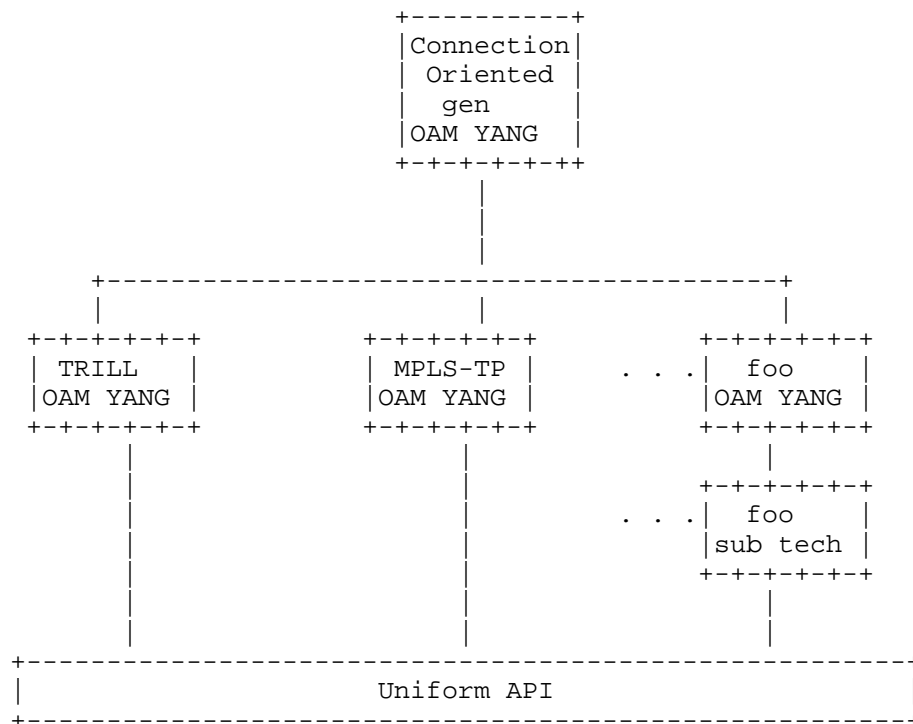 Connection
Oriented
gen
OAM YANG
TRILL MPLS-TP . . . foo
OAM YANG OAM YANG OAM YANG
. . . foo
sub tech
Uniform API